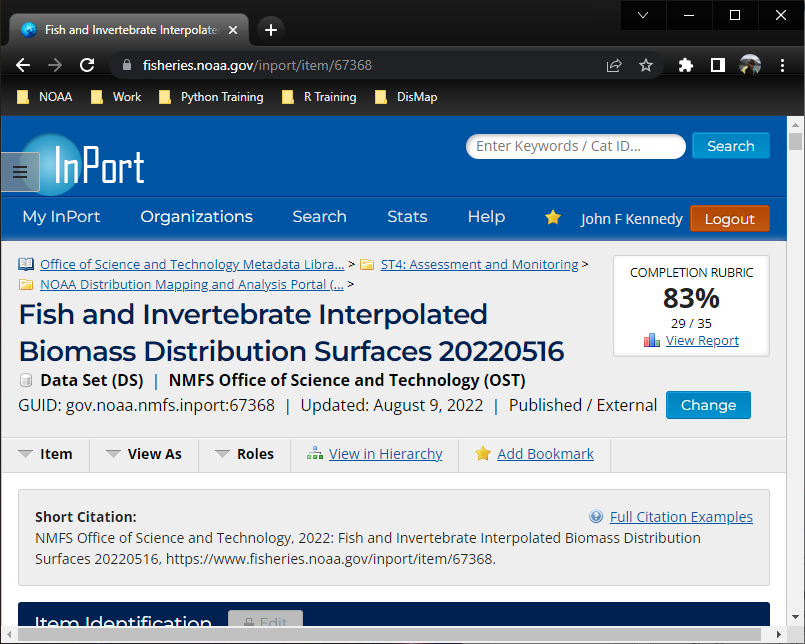 Fish and Invertebrate Interpolate
fisheries.noaa.gov/inport/item/67368
NOAA Work Python Training R Training DisMap
InPort
Enter Keywords / Cat ID... Search
My InPort Organizations Search Stats Help John F Kennedy Logout
Office of Science and Technology Metadata Libra... > ST4: Assessment and Monitoring >
NOAA Distribution Mapping and Analysis Portal (... >
COMPLETION RUBRIC
83%
29 / 35
View Report
Fish and Invertebrate Interpolated
Biomass Distribution Surfaces 20220516
Data Set (DS) | NMFS Office of Science and Technology (OST)
GUID: gov.noaa.nmfs.inport:67368 | Updated: August 9, 2022 | Published / External Change
Item View As Roles View in Hierarchy Add Bookmark
Short Citation: Full Citation Examples
NMFS Office of Science and Technology, 2022: Fish and Invertebrate Interpolated Biomass Distribution
Surfaces 20220516, https://www.fisheries.noaa.gov/inport/item/67368.
Item Identification Edit